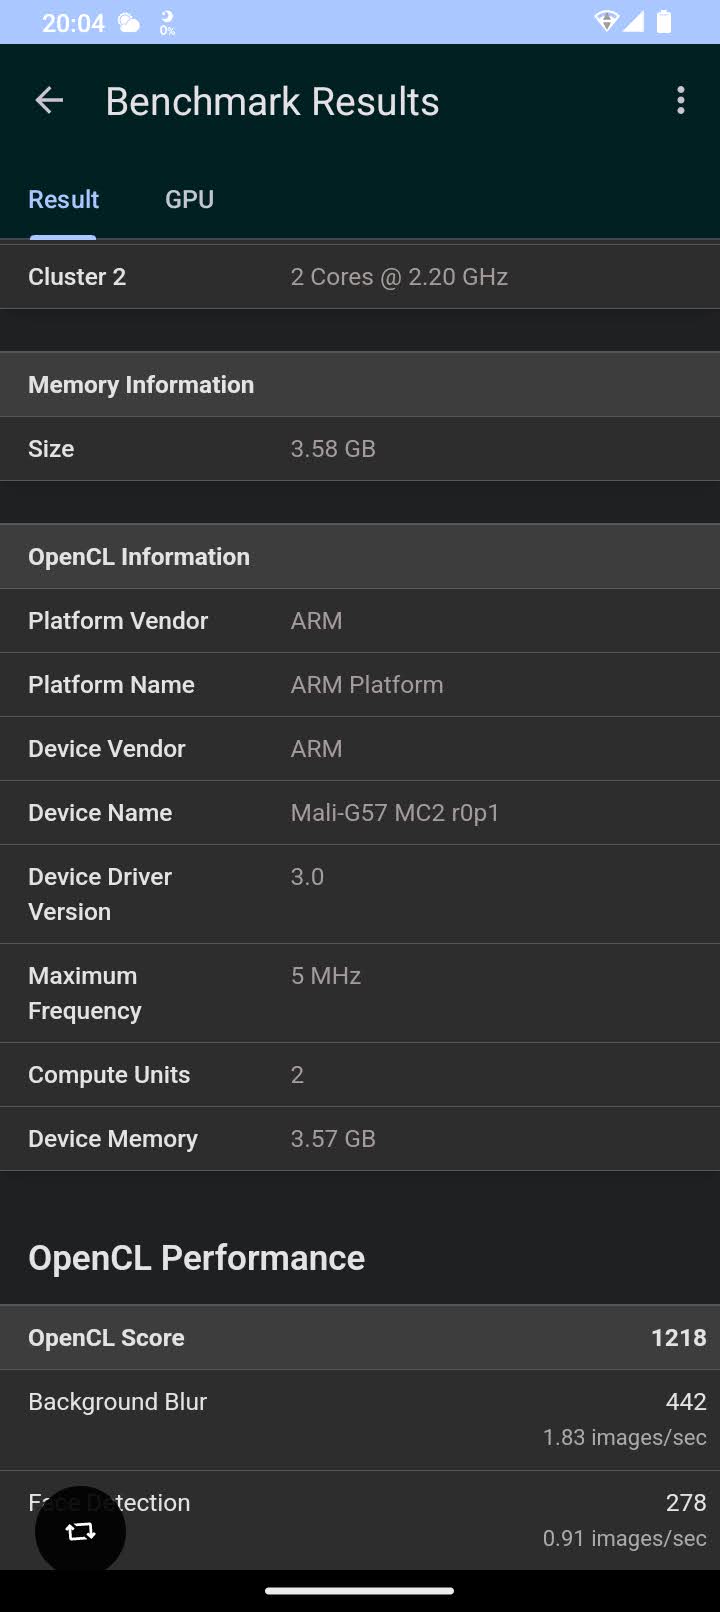 20:04
0%
Benchmark Results
Result GPU
Cluster 2 2 Cores @ 2.20 GHz
Memory Information
Size 3.58 GB
OpenCL Information
Platform Vendor ARM
Platform Name ARM Platform
Device Vendor ARM
Device Name Mali-G57 MC2 r0p1
Device Driver 3.0
Version
Maximum 5 MHz
Frequency
Compute Units 2
Device Memory 3.57 GB
OpenCL Performance
OpenCL Score 1218
Background Blur 442
1.83 images/sec
Face Detection 278
0.91 images/sec